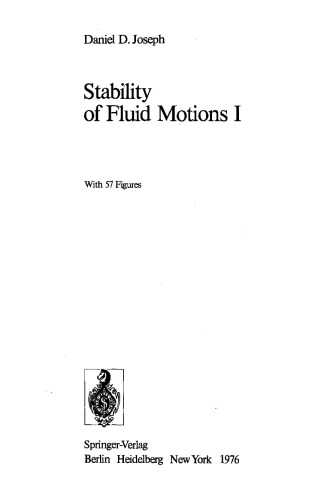 Daniel D. Joseph
Stability
of Fluid Motions I
With 57 Figures
Springer-Verlag
Berlin Heidelberg New York 1976